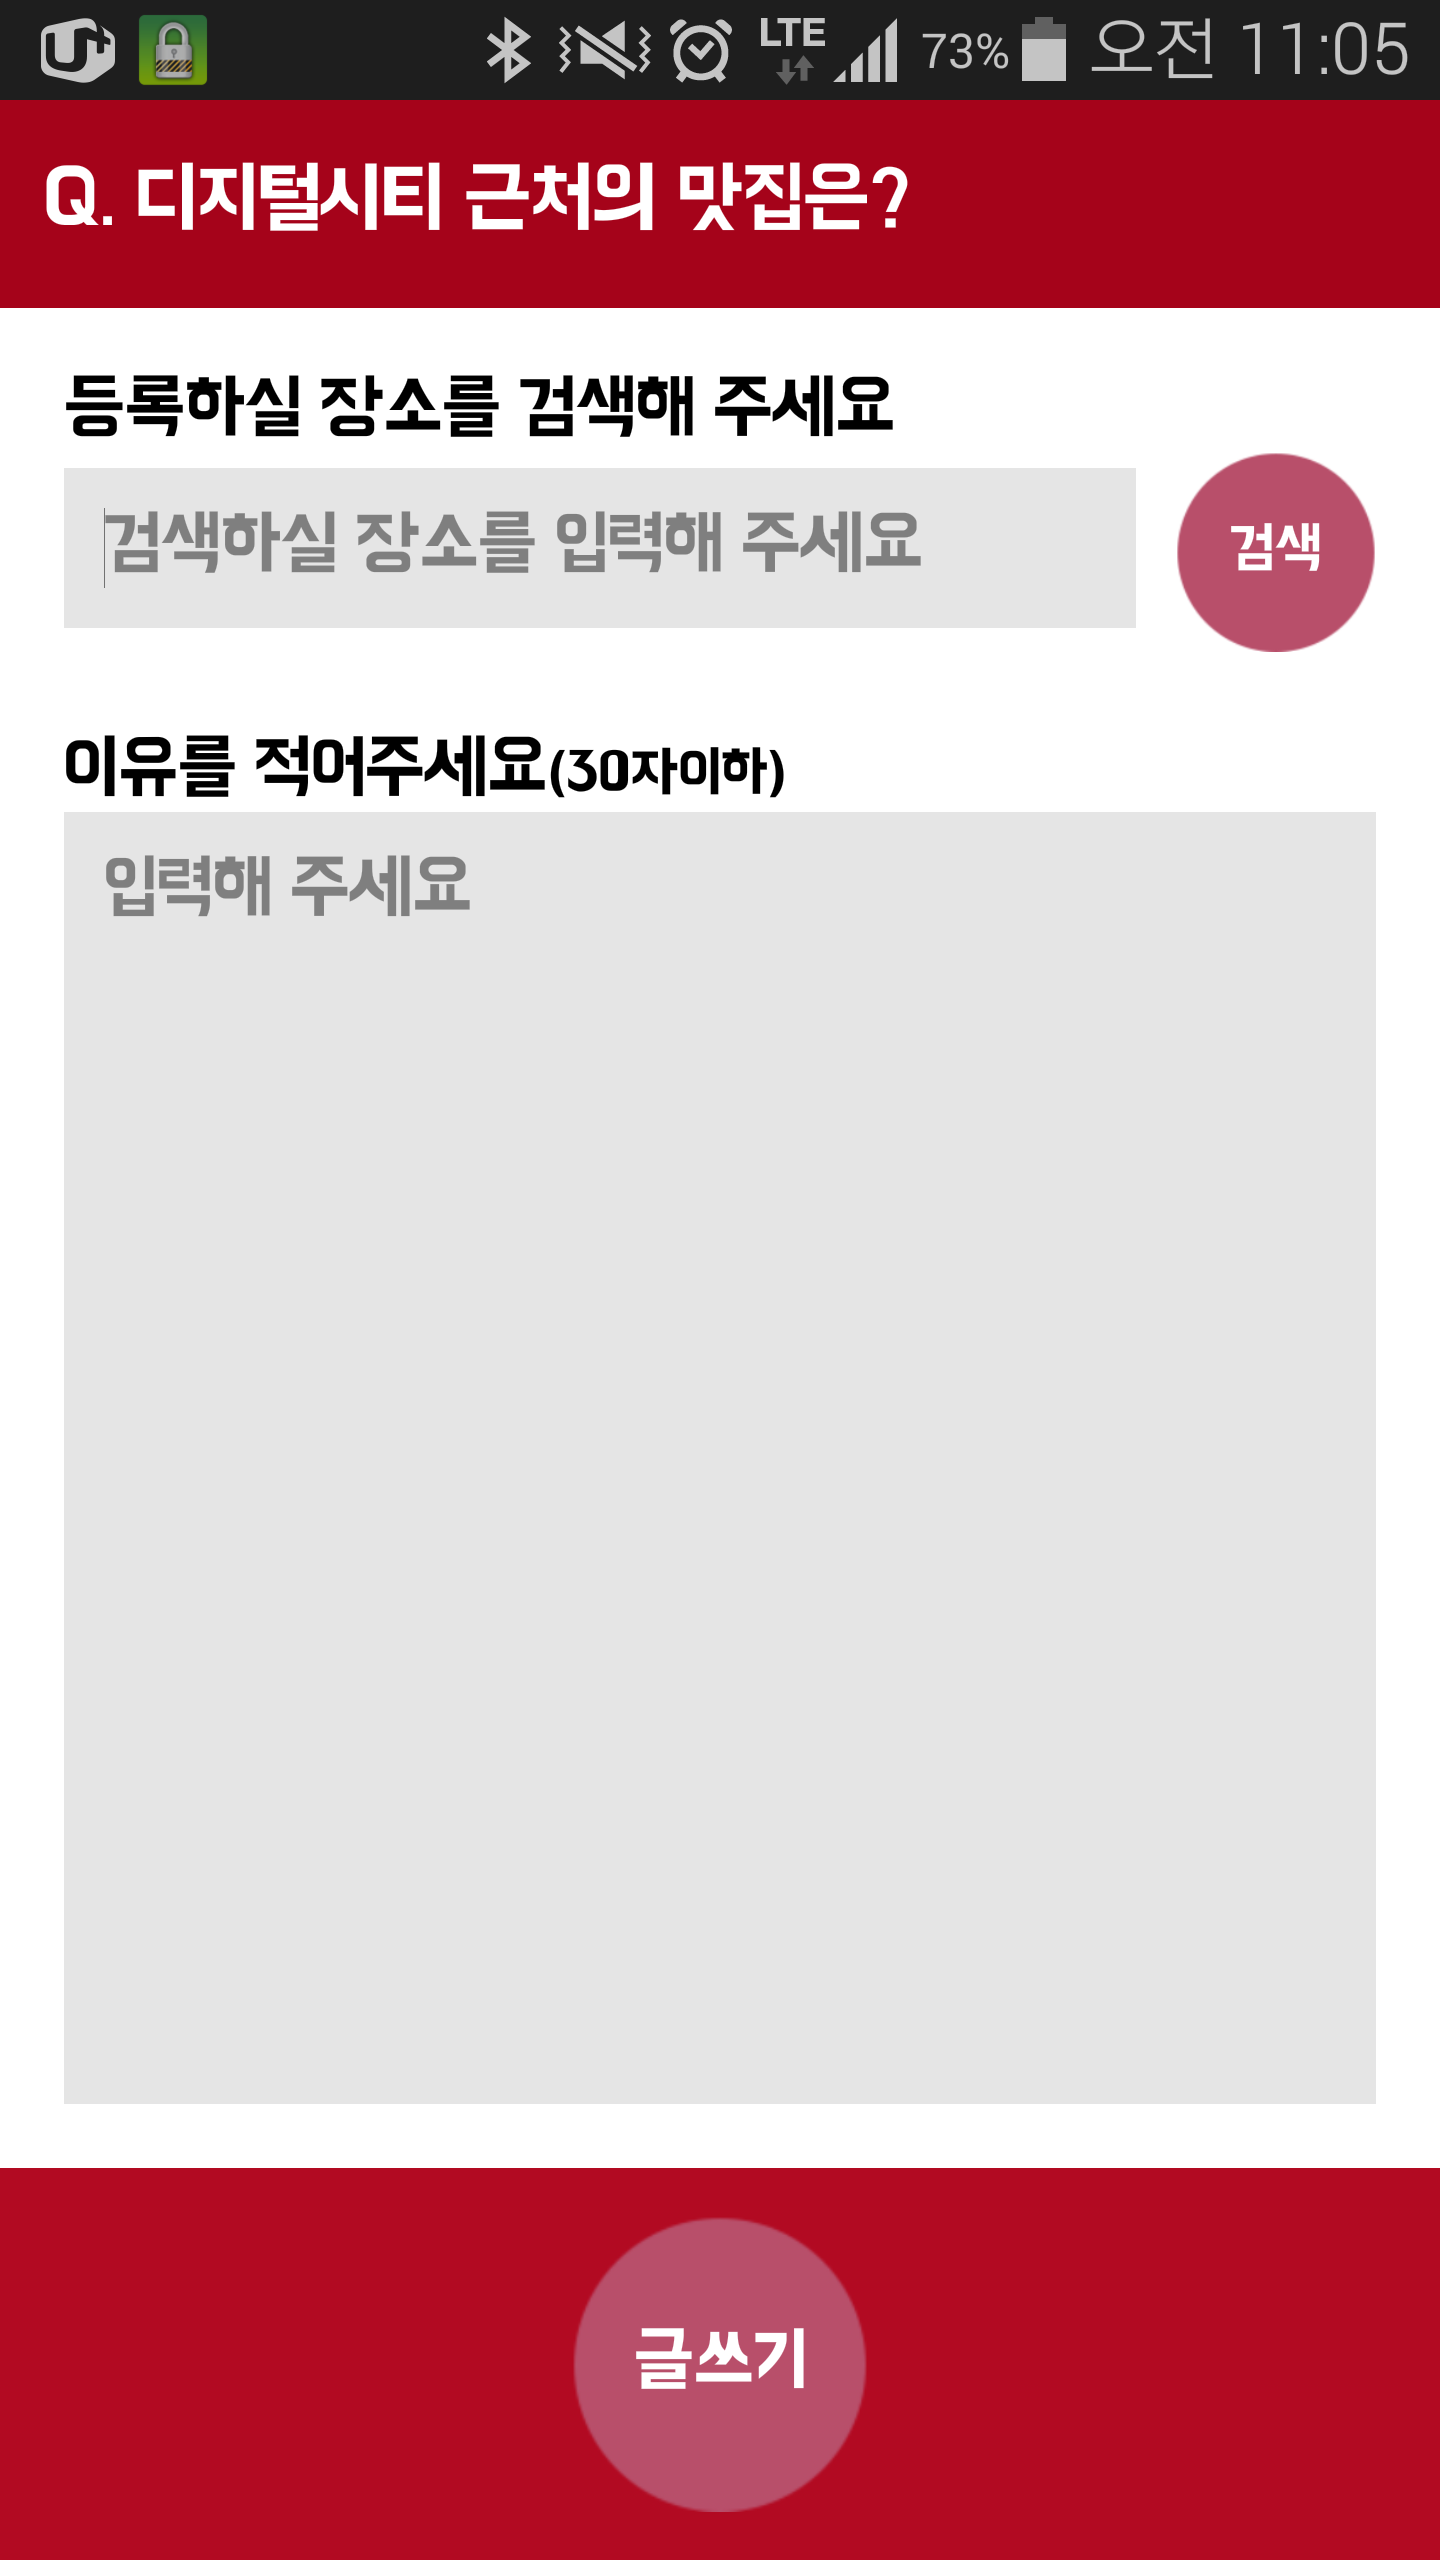 LTE 73% 오전 11:05
Q. 디지털시티 근처의 맛집은?
등록하실 장소를 검색해 주세요
검색하실 장소를 입력해 주세요
검색
이유를 적어주세요(30자이하)
입력해 주세요
글쓰기